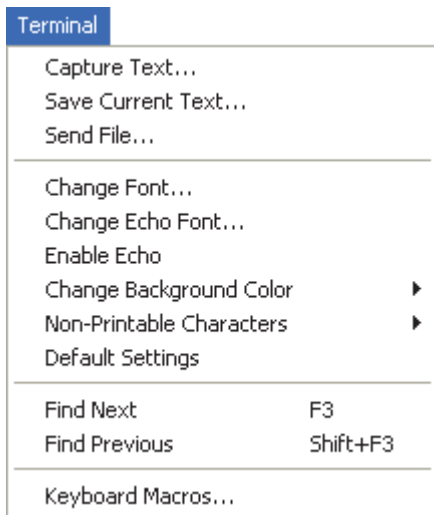 Terminal
Capture Text...
Save Current Text...
Send File...
Change Font...
Change Echo Font...
Enable Echo
Change Background Color
Non-Printable Characters
Default Settings
Find Next F3
Find Previous Shift+F3
Keyboard Macros...